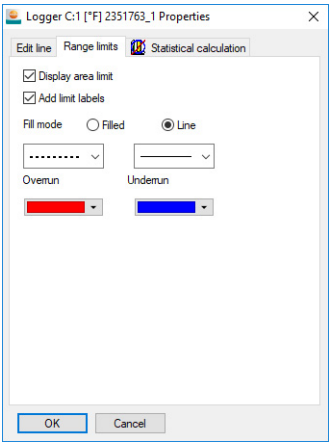 Logger C:1 [°F] 2351763_1 Properties
Edit line Range limits Statistical calculation
Display area limit
Add limit labels
Fill mode Filled Line
Overrun Underrun
OK Cancel